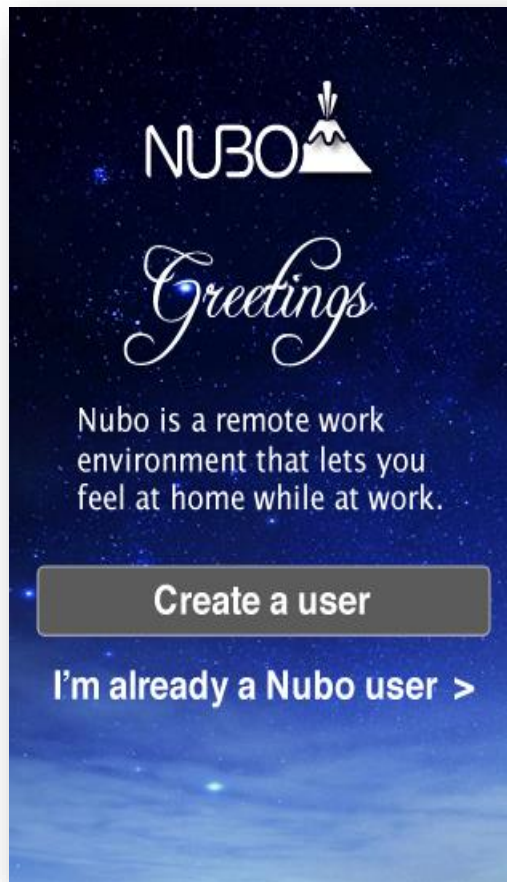 NUBO
Greetings
Nubo is a remote work
environment that lets you
feel at home while at work.
Create a user
I'm already a Nubo user >